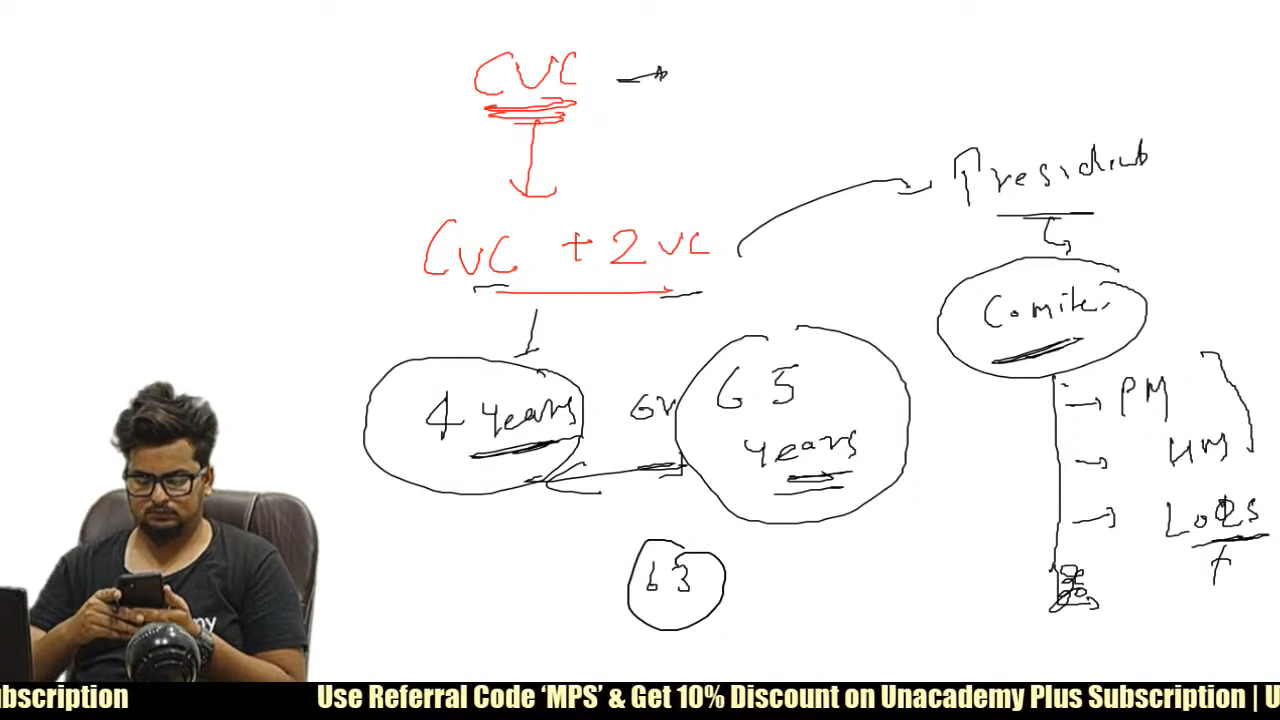 CVC
CVC + 2 VC
President
Comite
4 years
65
years
PM
HM
63
ubscription
Use Referral Code 'MPS' & Get 10% Discount on Unacademy Plus Subscription | U